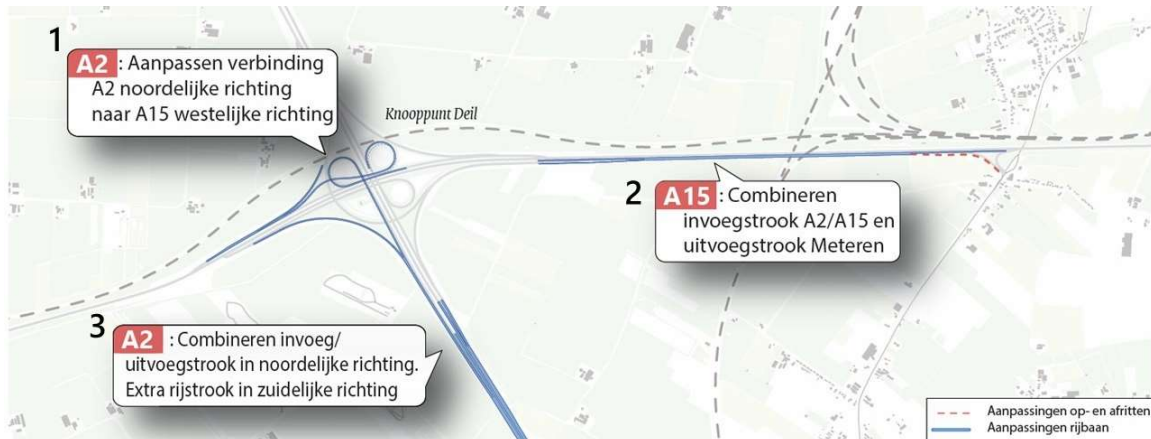 1
A2 : Aanpassen verbinding
A2 noordelijke richting
naar A15 westelijke richting
Knooppunt Deil
2
A15 : Combineren
invoegstrook A2/A15 en
uitvoegstrook Meteren
3
A2 : Combineren invoeg/
uitvoegstrook in noordelijke richting.
Extra rijstrook in zuidelijke richting
Aanpassingen op- en afritten
Aanpassingen rijbaan